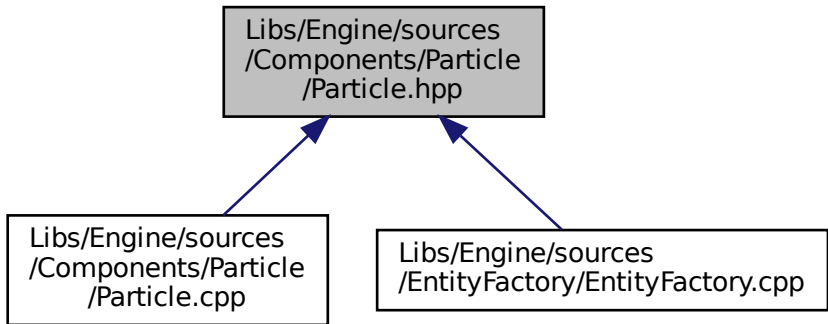 Libs/Engine/sources
/Components/Particle
/Particle.hpp
Libs/Engine/sources
/Components/Particle
/Particle.cpp
Libs/Engine/sources
/EntityFactory/EntityFactory.cpp